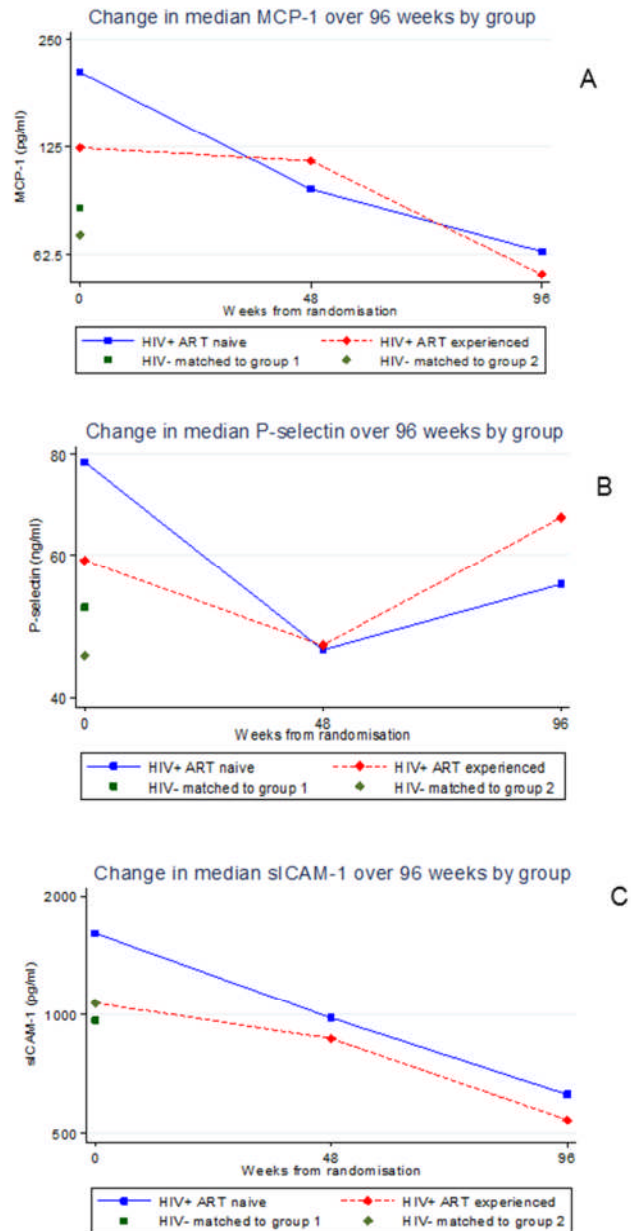 Change in median MCP-1 over 96 weeks by group
A
250
125
62.5
MCP-1 (pg/ml)
0 48 96
Weeks from randomisation
HIV+ ART naive HIV+ ART experienced
HIV- matched to group 1 HIV- matched to group 2
Change in median P-selectin over 96 weeks by group
B
80
60
40
P-selectin (ng/ml)
0 48 96
Weeks from randomisation
HIV+ ART naive HIV+ ART experienced
HIV- matched to group 1 HIV- matched to group 2
Change in median sICAM-1 over 96 weeks by group
C
2000
1000
500
sICAM-1 (pg/ml)
0 48 96
Weeks from randomisation
HIV+ ART naive HIV+ ART experienced
HIV- matched to group 1 HIV- matched to group 2